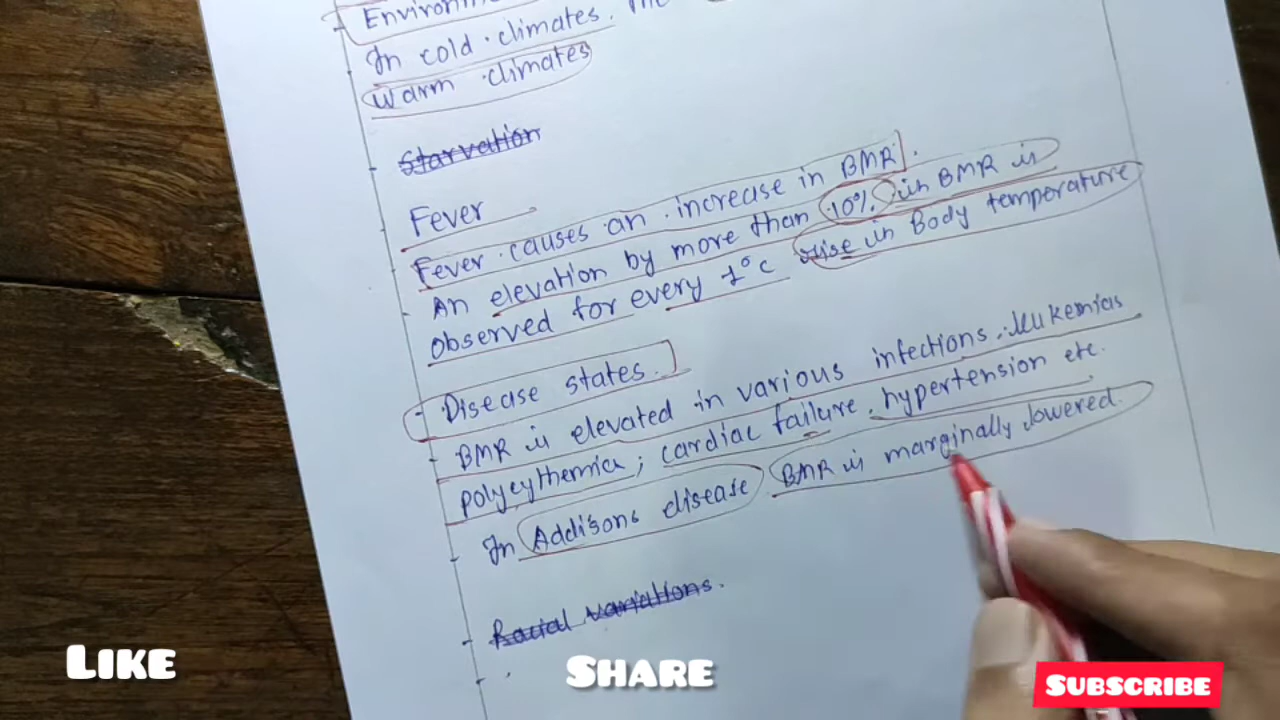 In cold climates.
Warm climates
Starvation
Fever
Fever causes an increase in BMR.
An elevation by more than 10% in BMR is
observed for every 1°C rise in Body temperature
Disease states.
BMR is elevated in various infections, leukemias
polycythemia; cardiac failure, hypertension etc.
In Addisons disease BMR is marginally lowered.
Racial variations.
LIKE
SHARE
SUBSCRIBE